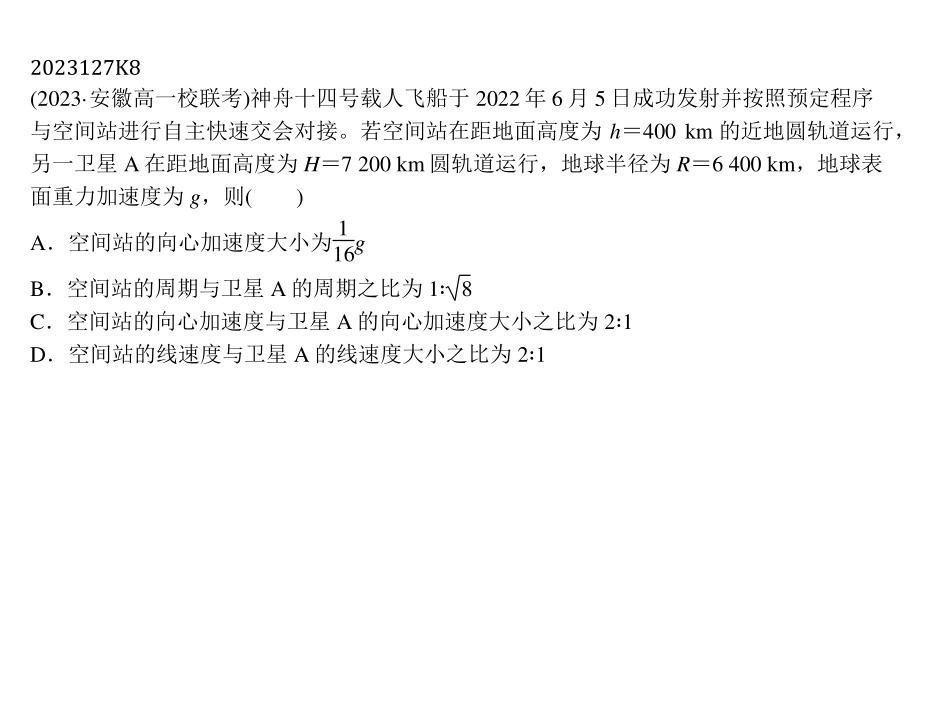 2023127K8
(2023·安徽高一校联考)神舟十四号载人飞船于 2022 年 6 月 5 日成功发射并按照预定程序
与空间站进行自主快速交会对接。若空间站在距地面高度为 h＝400 km 的近地圆轨道运行，
另一卫星 A 在距地面高度为 H＝7 200 km 圆轨道运行，地球半径为 R＝6 400 km，地球表
面重力加速度为 g，则(　　)
A．空间站的向心加速度大小为1/16g
B．空间站的周期与卫星 A 的周期之比为 1∶√8
C．空间站的向心加速度与卫星 A 的向心加速度大小之比为 2∶1
D．空间站的线速度与卫星 A 的线速度大小之比为 2∶1